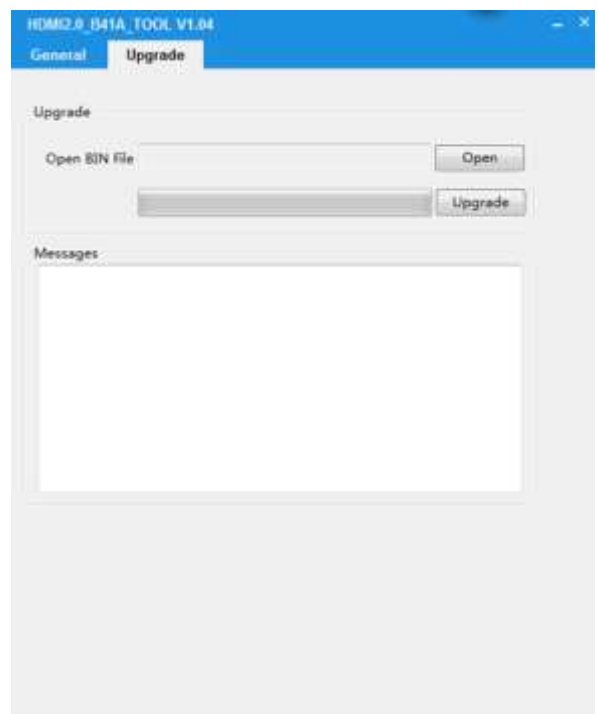 HDMI2.0_B41A_TOOL V1.04
General Upgrade
Upgrade
Open BIN File Open
Upgrade
Messages